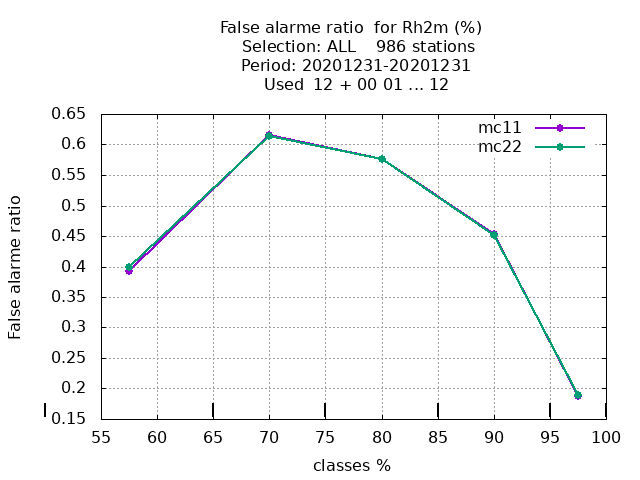 False alarme ratio  for Rh2m (%)
Selection: ALL    986 stations
Period: 20201231-20201231
Used  12 + 00 01 ... 12
mc11
mc22
False alarme ratio
0.65
0.6
0.55
0.5
0.45
0.4
0.35
0.3
0.25
0.2
0.15
55 60 65 70 75 80 85 90 95 100
classes %